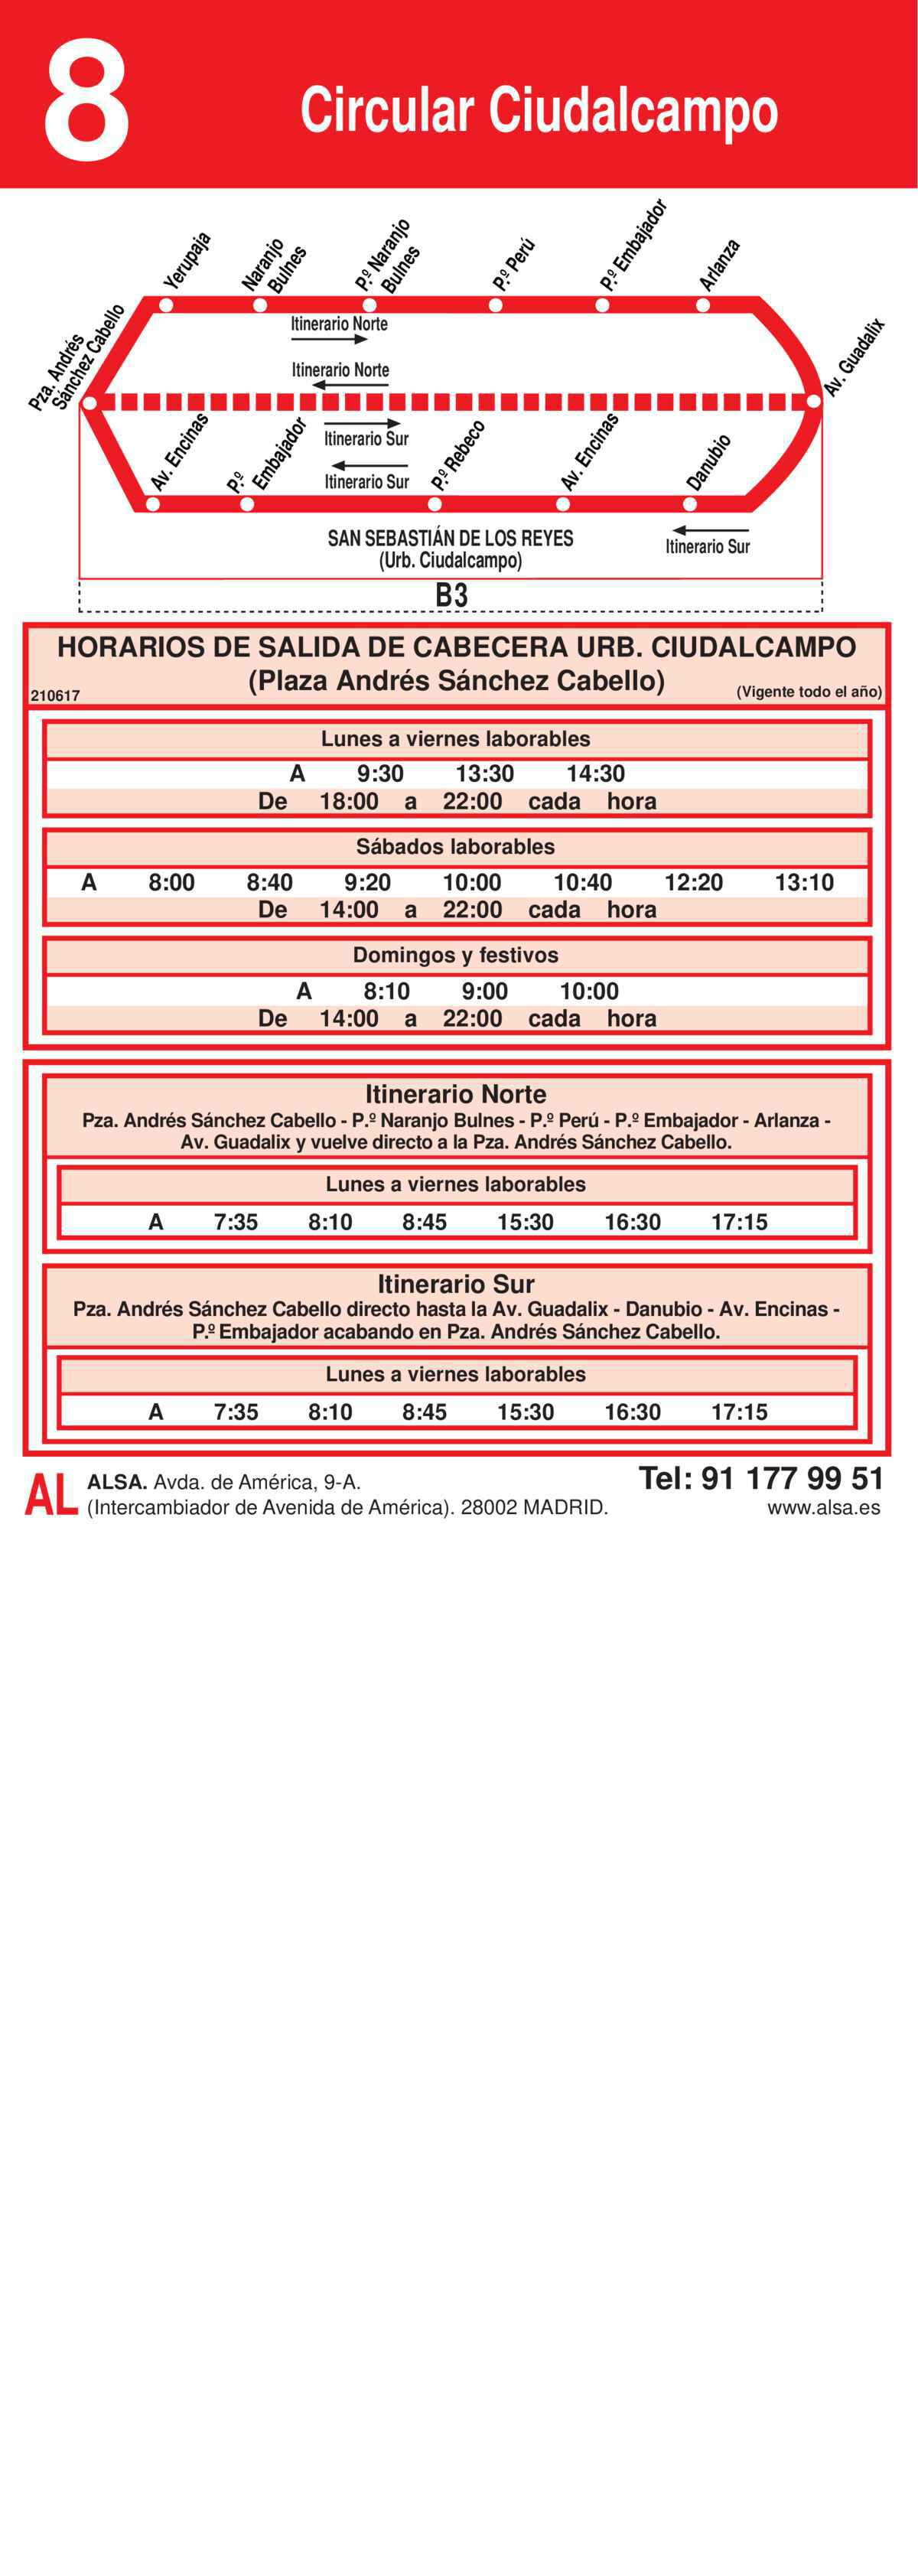 8
Circular Ciudalcampo
Yerupaja
Naranjo
Bulnes
P.º Naranjo
Bulnes
P.º Perú
P.º Embajador
Arlanza
Pza. Andrés
Sánchez Cabello
Av. Guadalix
Itinerario Norte
Itinerario Norte
Itinerario Sur
Itinerario Sur
Av. Encinas
P.º
Embajador
P.º Rebeco
Av. Encinas
Danubio
Itinerario Sur
SAN SEBASTIÁN DE LOS REYES
(Urb. Ciudalcampo)
B3
HORARIOS DE SALIDA DE CABECERA URB. CIUDALCAMPO
(Plaza Andrés Sánchez Cabello)
210617
(Vigente todo el año)
Lunes a viernes laborables
A 9:30 13:30 14:30
De 18:00 a 22:00 cada hora
Sábados laborables
A 8:00 8:40 9:20 10:00 10:40 12:20 13:10
De 14:00 a 22:00 cada hora
Domingos y festivos
A 8:10 9:00 10:00
De 14:00 a 22:00 cada hora
Itinerario Norte
Pza. Andrés Sánchez Cabello - P.º Naranjo Bulnes - P.º Perú - P.º Embajador - Arlanza -
Av. Guadalix y vuelve directo a la Pza. Andrés Sánchez Cabello.
Lunes a viernes laborables
A 7:35 8:10 8:45 15:30 16:30 17:15
Itinerario Sur
Pza. Andrés Sánchez Cabello directo hasta la Av. Guadalix - Danubio - Av. Encinas -
P.º Embajador acabando en Pza. Andrés Sánchez Cabello.
Lunes a viernes laborables
A 7:35 8:10 8:45 15:30 16:30 17:15
AL
ALSA. Avda. de América, 9-A.
(Intercambiador de Avenida de América). 28002 MADRID.
Tel: 91 177 99 51
www.alsa.es